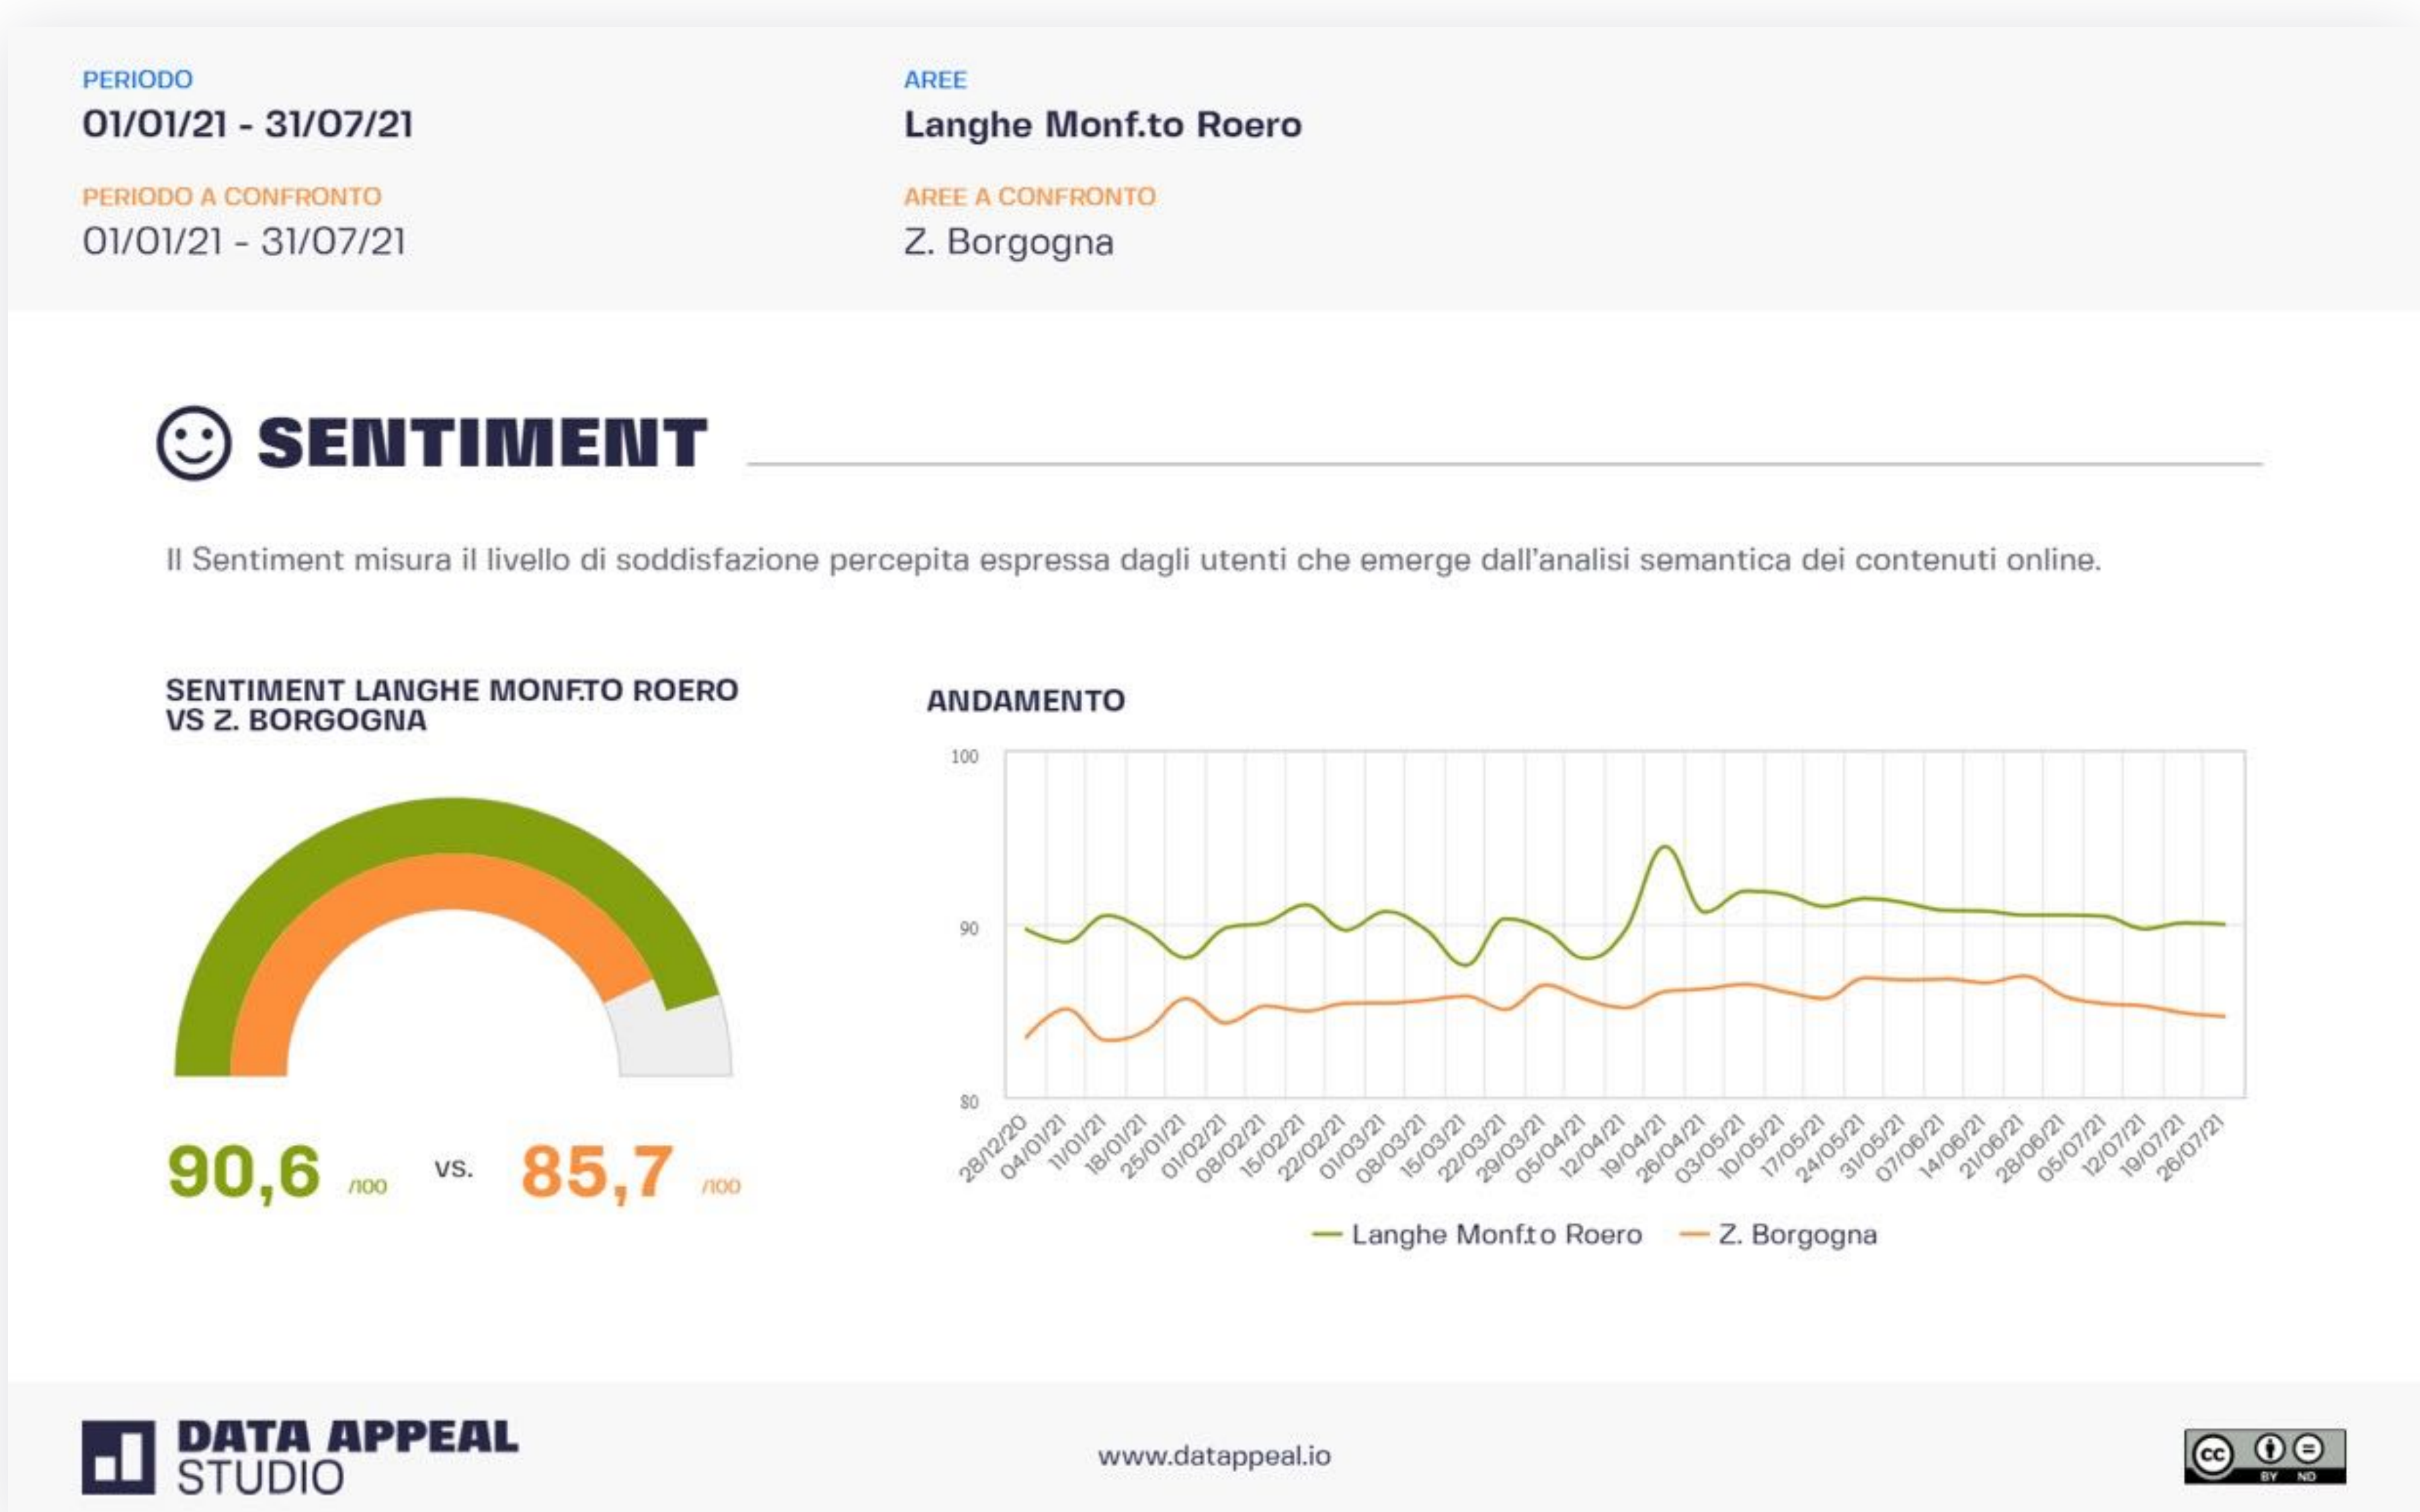 PERIODO
01/01/21 - 31/07/21
PERIODO A CONFRONTO
01/01/21 - 31/07/21
AREE
Langhe Monf.to Roero
AREE A CONFRONTO
Z. Borgogna
SENTIMENT
Il Sentiment misura il livello di soddisfazione percepita espressa dagli utenti che emerge dall'analisi semantica dei contenuti online.
SENTIMENT LANGHE MONF.TO ROERO
VS Z. BORGOGNA
90,6 /100 vs. 85,7 /100
ANDAMENTO
100
90
80
28/12/20 04/01/21 11/01/21 18/01/21 25/01/21 01/02/21 08/02/21 15/02/21 22/02/21 01/03/21 08/03/21 15/03/21 22/03/21 29/03/21 05/04/21 12/04/21 19/04/21 26/04/21 03/05/21 10/05/21 17/05/21 24/05/21 31/05/21 07/06/21 14/06/21 21/06/21 28/06/21 05/07/21 12/07/21 19/07/21 26/07/21
Langhe Monf.to Roero Z. Borgogna
DATA APPEAL
STUDIO
www.datappeal.io
cc BY ND